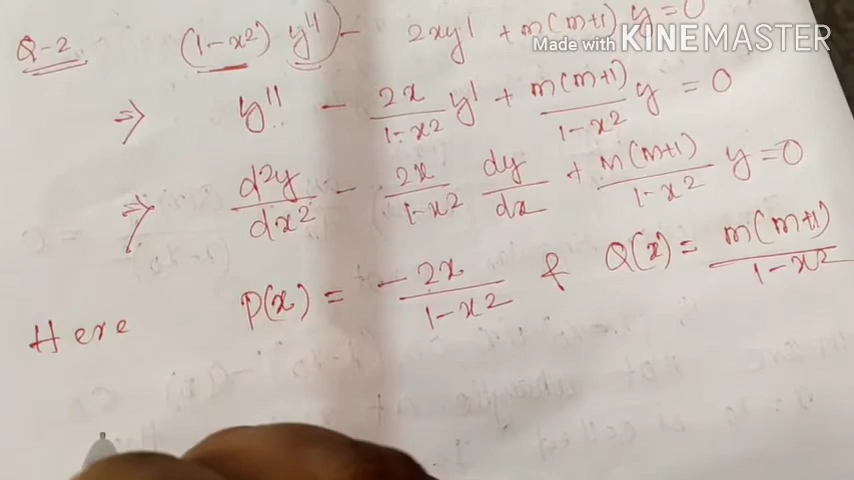 Q-2 (1-x²) y'') - 2xy' + m(m+1) y=0
Made with KINEMASTER
⇒ y'' - 2x/1-x² y' + m(m+1)/1-x² y = 0
⇒ d²y/dx² - 2x/1-x² dy/dx + m(m+1)/1-x² y=0
Here P(x) = -2x/1-x² & Q(x) = m(m+1)/1-x²